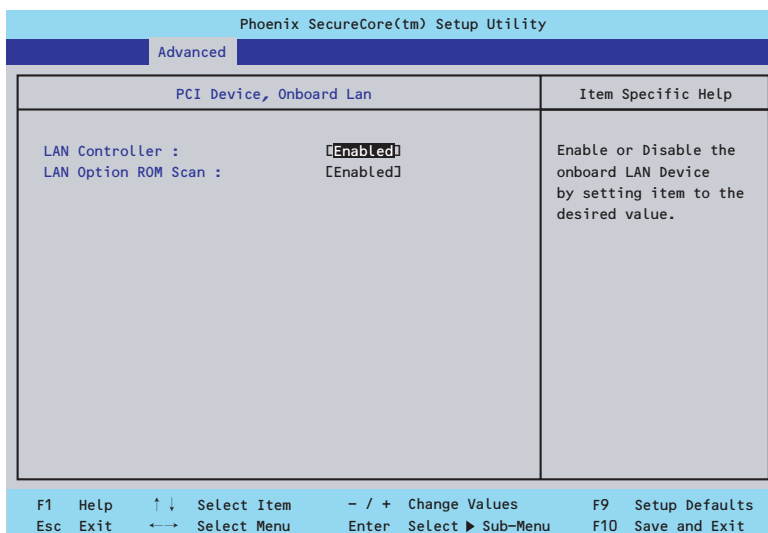 Phoenix SecureCore(tm) Setup Utility
Advanced
PCI Device, Onboard Lan
Item Specific Help
LAN Controller : [Enabled]
LAN Option ROM Scan : [Enabled]
Enable or Disable the
onboard LAN Device
by setting item to the
desired value.
F1 Help ↑↓ Select Item - / + Change Values F9 Setup Defaults
Esc Exit ←→ Select Menu Enter Select ▶ Sub-Menu F10 Save and Exit